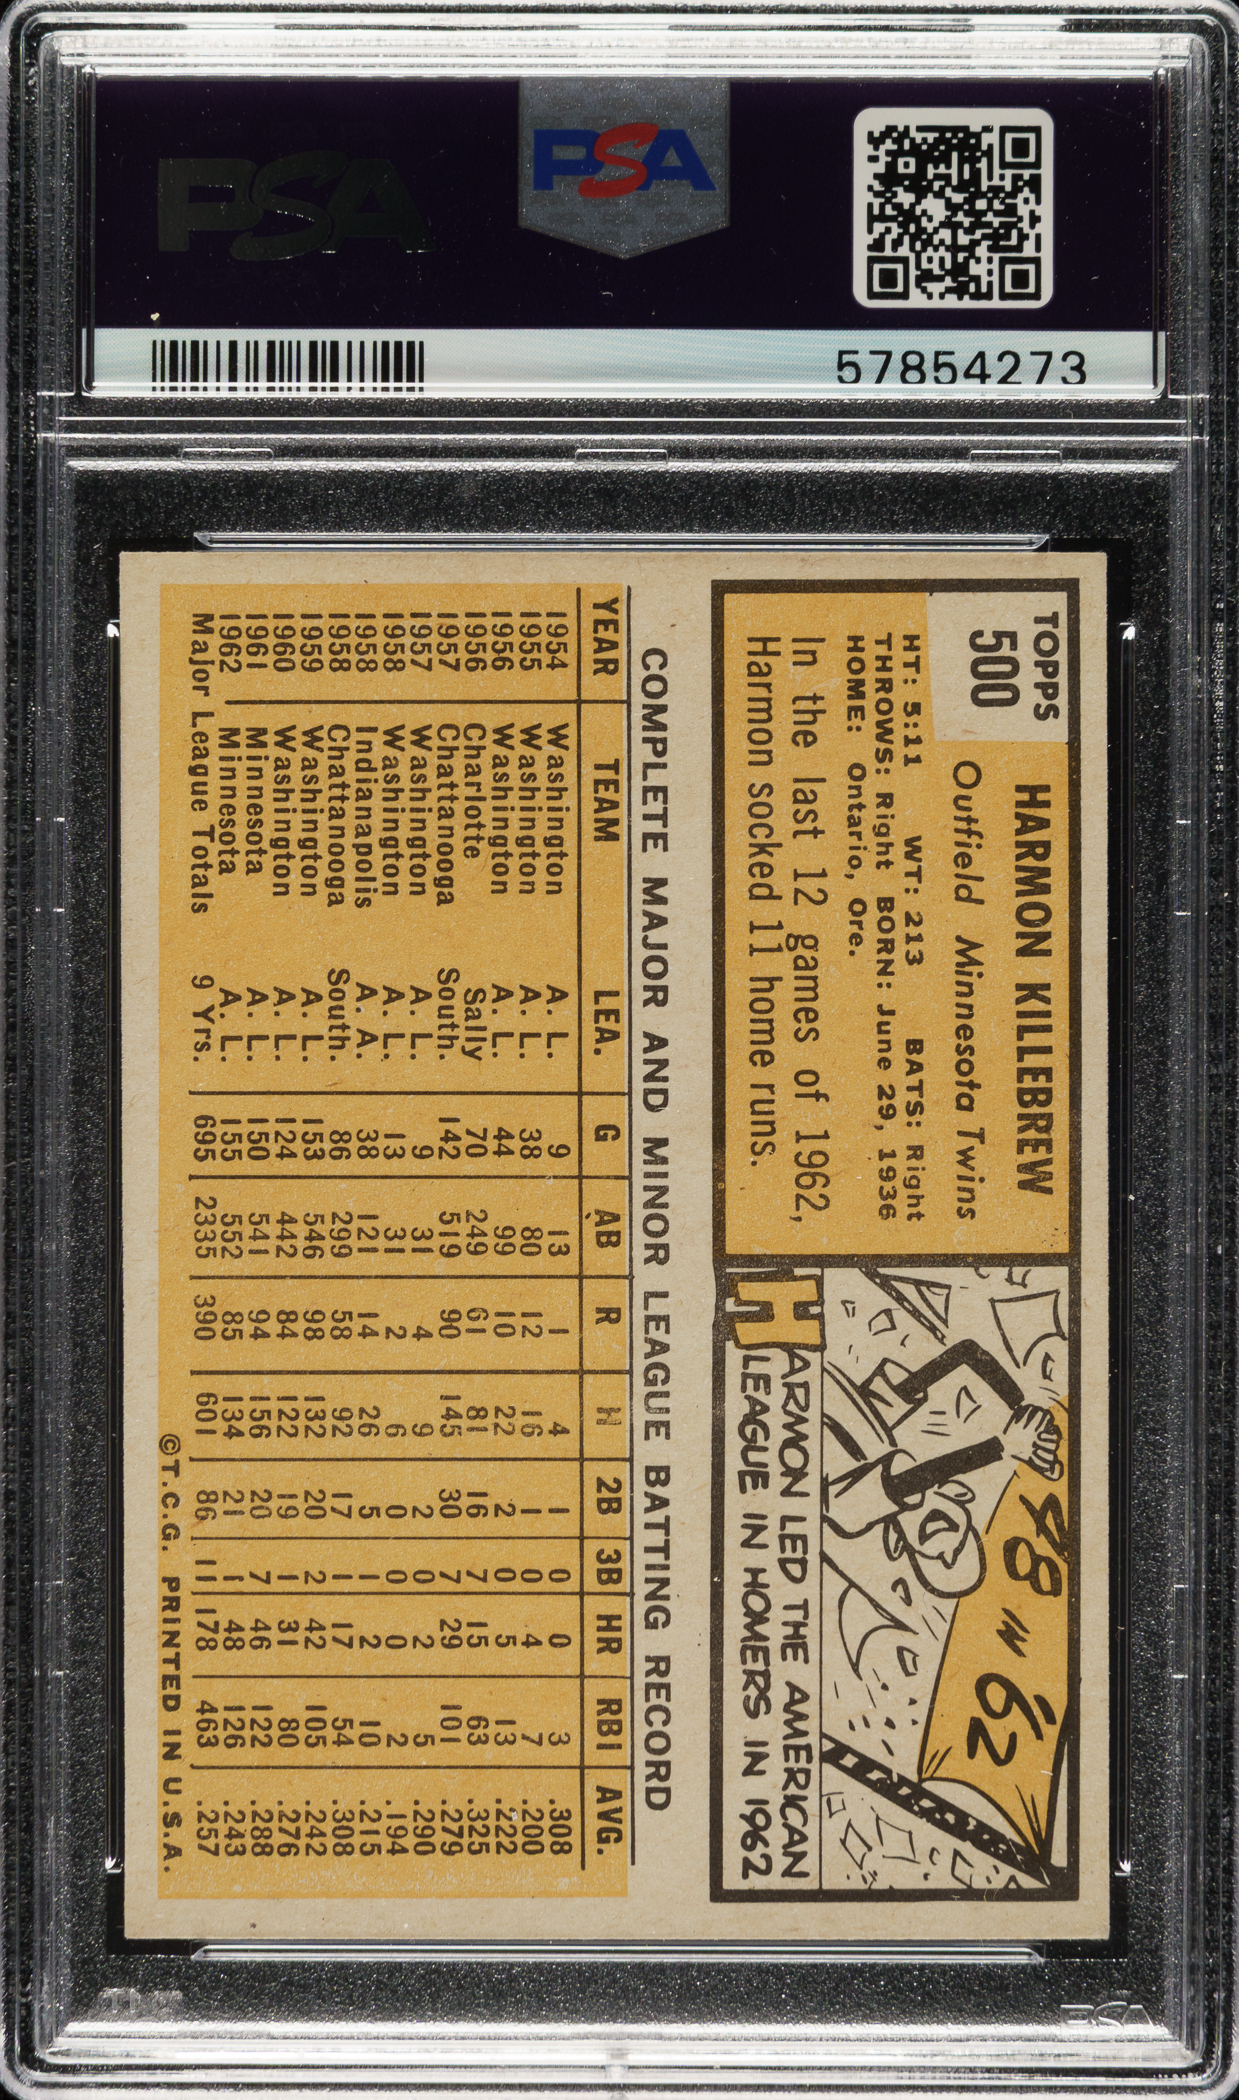 PSA
PSA
57854273
TOPPS
500
HARMON KILLEBREW
Outfield Minnesota Twins
HT: 5:11 WT: 213 BATS: Right
THROWS: Right BORN: June 29, 1936
HOME: Ontario, Ore.
In the last 12 games of 1962,
Harmon socked 11 home runs.
48 IN '62
HARMON LED THE AMERICAN
LEAGUE IN HOMERS IN 1962
COMPLETE MAJOR AND MINOR LEAGUE BATTING RECORD
YEAR TEAM LEA. G AB R H 2B 3B HR RBI AVG.
1954 Washington A. L. 9 13 1 4 1 0 0 3 .308
1955 Washington A. L. 38 80 12 16 1 0 4 7 .200
1956 Washington A. L. 44 99 10 22 2 0 5 13 .222
1956 Charlotte Sally 70 249 61 81 16 7 15 63 .325
1957 Chattanooga South. 142 519 90 145 30 7 29 101 .279
1957 Washington A. L. 9 31 4 9 2 0 2 5 .290
1958 Washington A. L. 13 31 2 6 0 0 0 2 .194
1958 Indianapolis A. A. 38 121 14 26 5 1 2 10 .215
1958 Chattanooga South. 86 299 58 92 17 1 17 54 .308
1959 Washington A. L. 153 546 98 132 20 2 42 105 .242
1960 Washington A. L. 124 442 84 122 19 1 31 80 .276
1961 Minnesota A. L. 150 541 94 156 20 7 46 122 .288
1962 Minnesota A. L. 155 552 85 134 21 1 48 126 .243
Major League Totals 9 Yrs. 695 2335 390 601 86 11 178 463 .257
©T.C.G. PRINTED IN U.S.A.
PSA